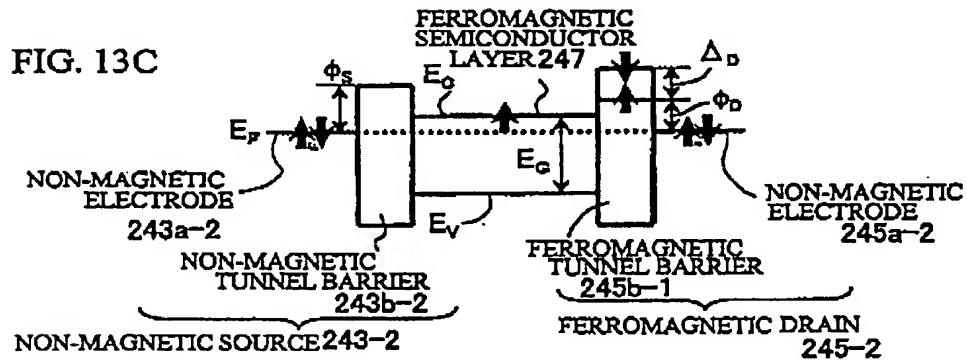 FIG. 13C
FERROMAGNETIC
SEMICONDUCTOR
LAYER 247
ΔD
φS
EC
φD
EF
EG
NON-MAGNETIC
ELECTRODE
243a-2
EV
NON-MAGNETIC
ELECTRODE
245a-2
NON-MAGNETIC
TUNNEL BARRIER
243b-2
FERROMAGNETIC
TUNNEL BARRIER
245b-1
NON-MAGNETIC SOURCE 243-2
FERROMAGNETIC DRAIN
245-2